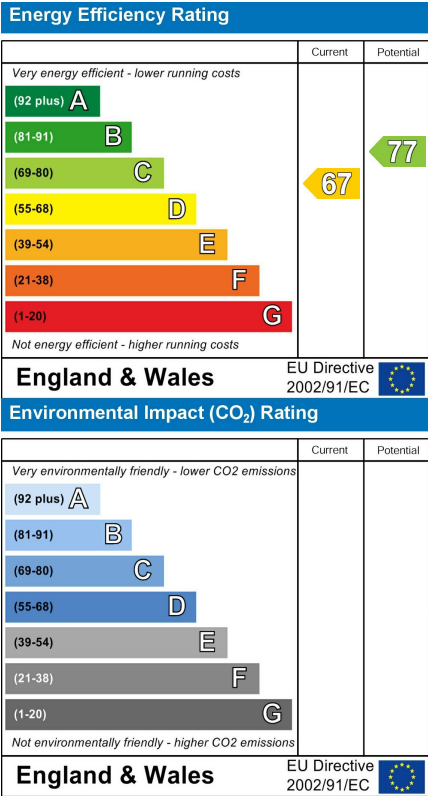 Energy Efficiency Rating
Current Potential
Very energy efficient - lower running costs
(92 plus) A
(81-91) B
77
(69-80) C
67
(55-68) D
(39-54) E
(21-38) F
(1-20) G
Not energy efficient - higher running costs
England & Wales
EU Directive
2002/91/EC
Environmental Impact (CO₂) Rating
Current Potential
Very environmentally friendly - lower CO2 emissions
(92 plus) A
(81-91) B
(69-80) C
(55-68) D
(39-54) E
(21-38) F
(1-20) G
Not environmentally friendly - higher CO2 emissions
England & Wales
EU Directive
2002/91/EC